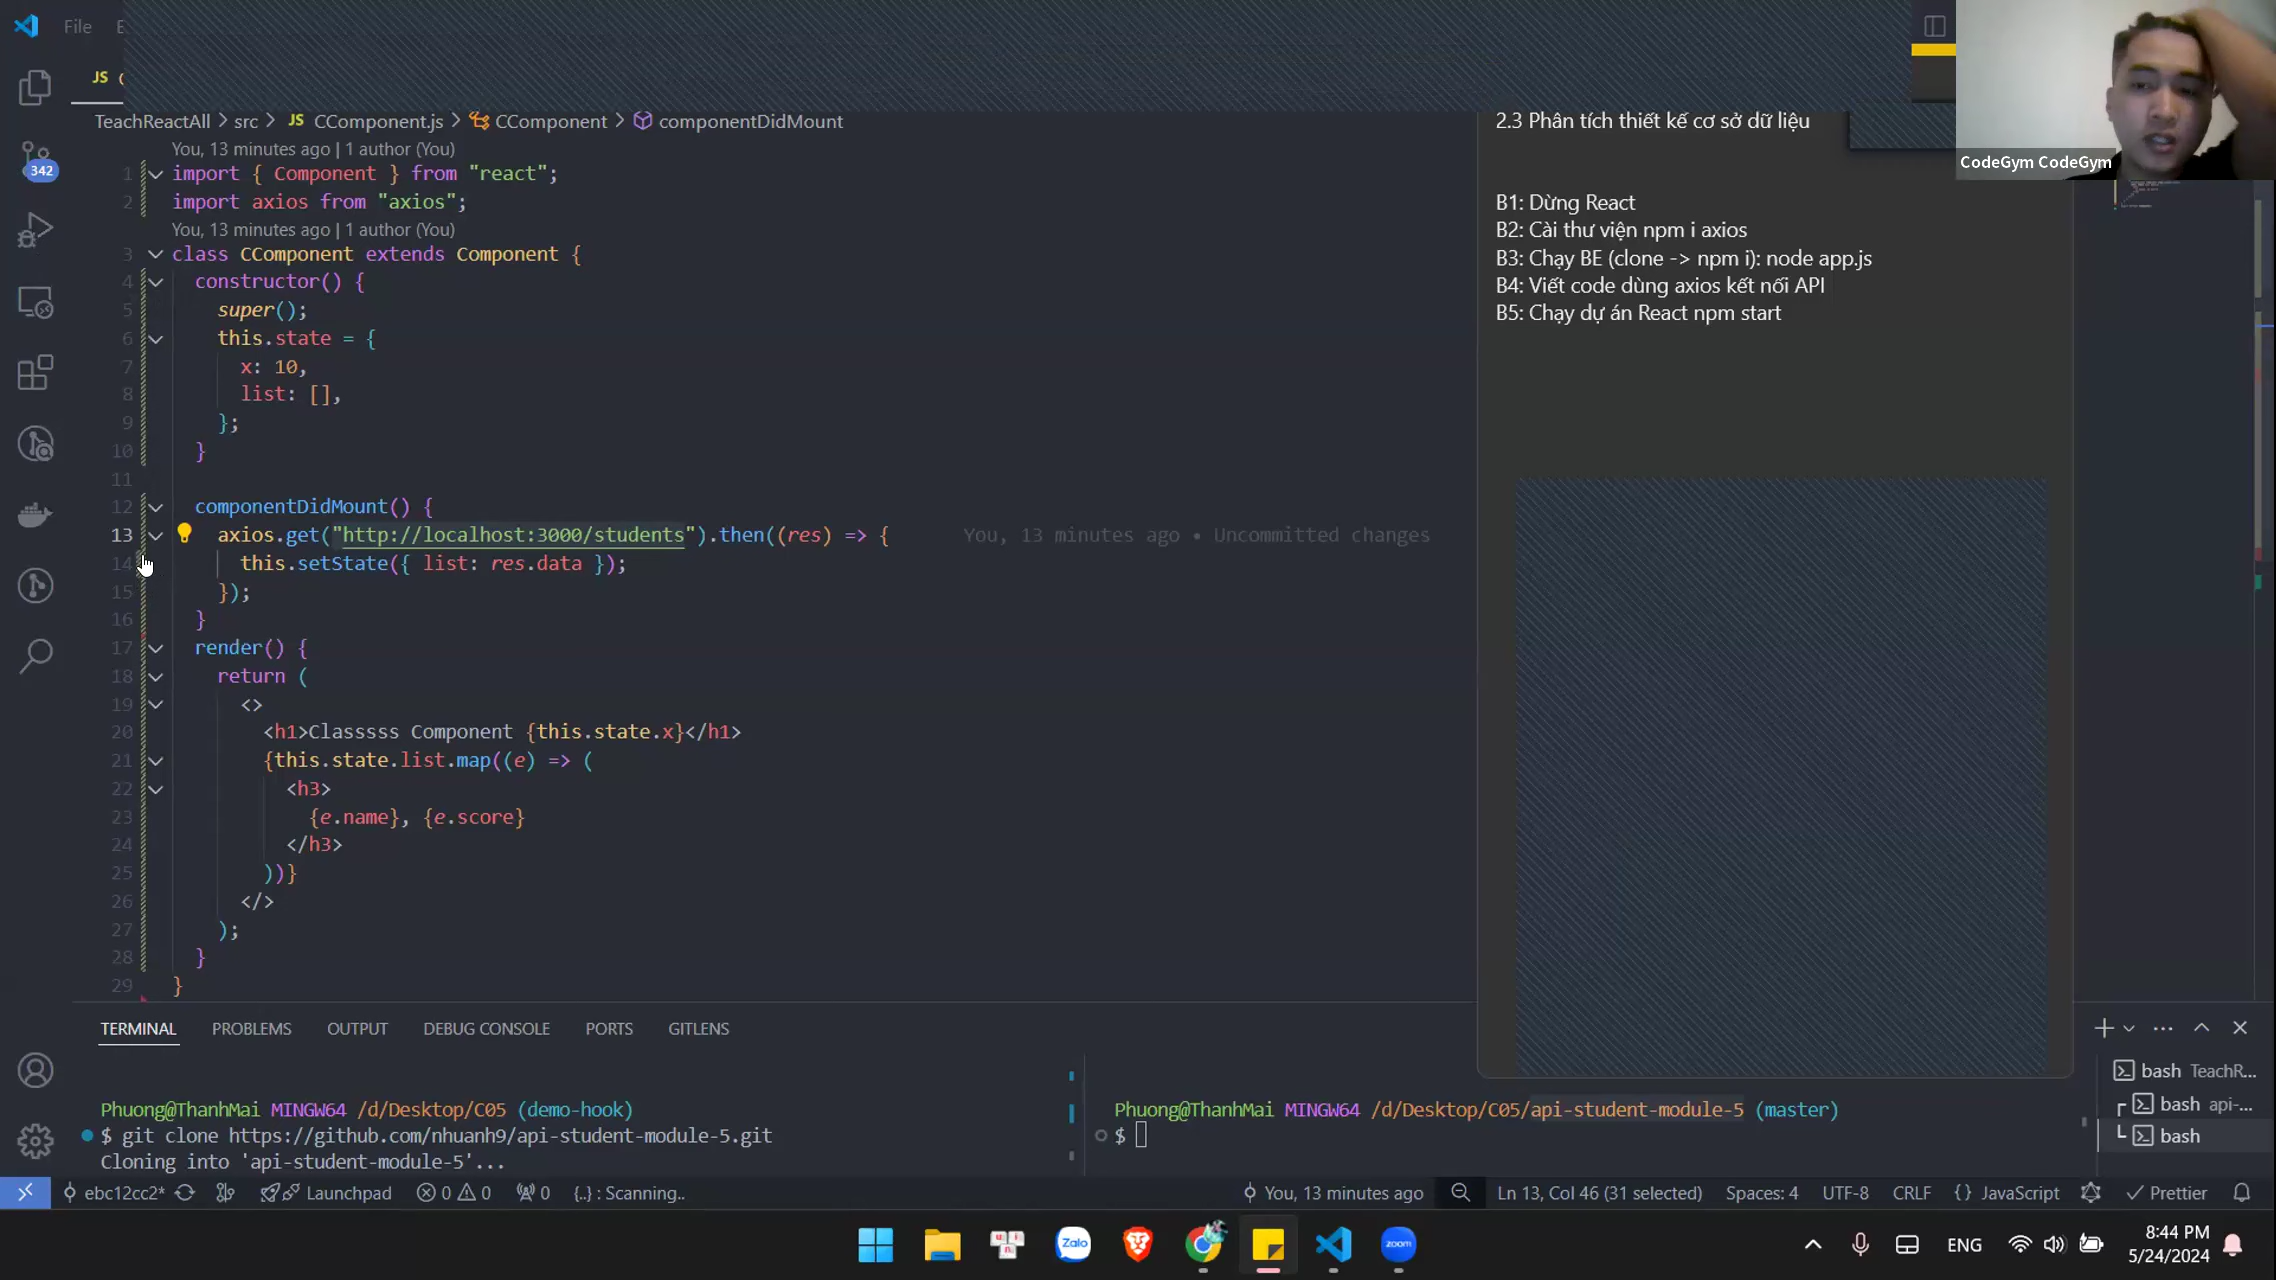 File
JS
TeachReactAll > src > JS CComponent.js > CComponent > componentDidMount
You, 13 minutes ago | 1 author (You)
1 import { Component } from "react";
2 import axios from "axios";
You, 13 minutes ago | 1 author (You)
3 class CComponent extends Component {
4 constructor() {
5 super();
6 this.state = {
7 x: 10,
8 list: [],
9 };
10 }
11
12 componentDidMount() {
13 axios.get("http://localhost:3000/students").then((res) => { You, 13 minutes ago • Uncommitted changes
14 this.setState({ list: res.data });
15 });
16 }
17 render() {
18 return (
19 <>
20 <h1>Classsss Component {this.state.x}</h1>
21 {this.state.list.map((e) => (
22 <h3>
23 {e.name}, {e.score}
24 </h3>
25 ))}
26 </>
27 );
28 }
29 }
342
2.3 Phân tích thiết kế cơ sở dữ liệu
B1: Dừng React
B2: Cài thư viện npm i axios
B3: Chạy BE (clone -> npm i): node app.js
B4: Viết code dùng axios kết nối API
B5: Chạy dự án React npm start
CodeGym CodeGym
TERMINAL PROBLEMS OUTPUT DEBUG CONSOLE PORTS GITLENS
Phuong@ThanhMai MINGW64 /d/Desktop/C05 (demo-hook)
$ git clone https://github.com/nhuanh9/api-student-module-5.git
Cloning into 'api-student-module-5'...
Phuong@ThanhMai MINGW64 /d/Desktop/C05/api-student-module-5 (master)
$
bash TeachR...
bash api-...
bash
ebc12cc2* Launchpad 0 0 0 {..} : Scanning.. You, 13 minutes ago Ln 13, Col 46 (31 selected) Spaces: 4 UTF-8 CRLF {} JavaScript Prettier
Zalo
zoom
ENG
8:44 PM
5/24/2024